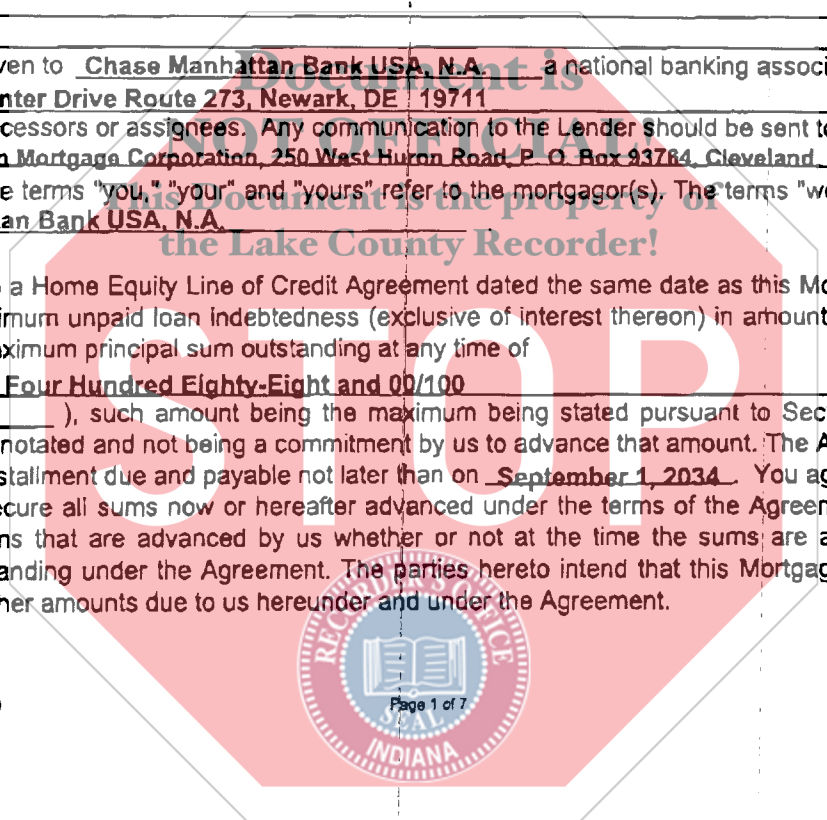 ven to Chase Manhattan Bank USA, N.A. a national banking associ
nter Drive Route 273, Newark, DE 19711
cessors or assignees. Any communication to the Lender should be sent to
n Mortgage Corporation, 250 West Huron Road, P. O. Box 93764, Cleveland,
e terms "you," "your" and "yours" refer to the mortgagor(s). The terms "we
an Bank USA, N.A. .
a Home Equity Line of Credit Agreement dated the same date as this Mo
imum unpaid loan indebtedness (exclusive of interest thereon) in amount
ximum principal sum outstanding at any time of
Four Hundred Eighty-Eight and 00/100
), such amount being the maximum being stated pursuant to Sec
notated and not being a commitment by us to advance that amount. The A
stallment due and payable not later than on September 1, 2034 . You ag
ecure all sums now or hereafter advanced under the terms of the Agreem
ns that are advanced by us whether or not at the time the sums are a
anding under the Agreement. The parties hereto intend that this Mortgag
her amounts due to us hereunder and under the Agreement.
Page 1 of 7
Document is
NOT OFFICIAL!
This Document is the property of
the Lake County Recorder!
STOP
RECORDER'S OFFICE
SEAL
INDIANA